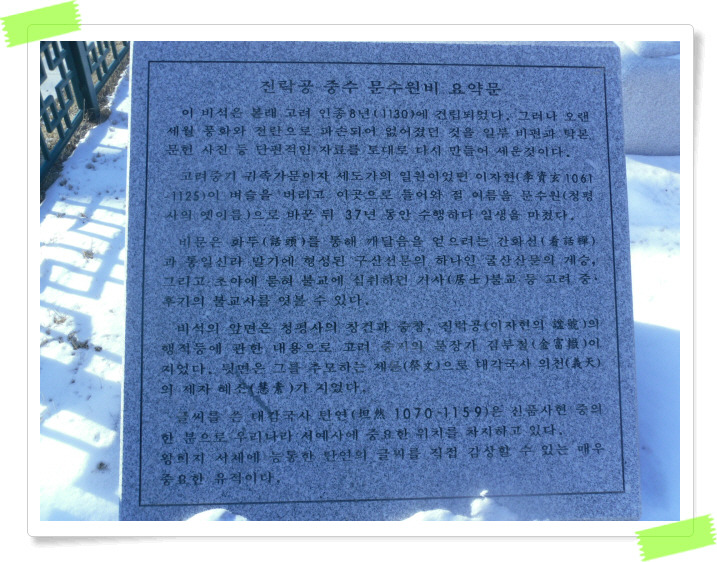 진락공 중수 문수원비 요약문
이 비석은 본래 고려 인종8년(1130)에 건립되었다. 그러나 오랜
세월 풍화와 전란으로 파손되어 없어졌던 것을 일부 비편과 탁본
문헌 사진 등 단편적인 자료를 토대로 다시 만들어 세운것이다.
고려중기 귀족가문이자 세도가의 일원이었던 이자현(李資玄1061
-1125)이 벼슬을 버리고 이곳으로 들어와 절 이름을 문수원(청평
사의 옛이름)으로 바꾼 뒤 37년 동안 수행하다 일생을 마쳤다.
비문은 화두(話頭)를 통해 깨달음을 얻으려는 간화선(看話禪)
과 통일신라 말기에 형성된 구산선문의 하나인 굴산산문의 계승,
그리고 초야에 묻혀 불교에 심취하던 거사(居士)불교 등 고려 중·
후기의 불교사를 엿볼 수 있다.
비석의 앞면은 청평사의 창건과 중창, 진락공(이자현의 諡號)의
행적등에 관한 내용으로 고려 중기의 문장가 김부철(金富轍)이
지었다. 뒷면은 그를 추모하는 제문(祭文)으로 대각국사 의천(義天)
의 제자 혜소(慧素)가 지었다.
글씨를 쓴 대감국사 탄연(坦然 1070-1159)은 신품사현 중의
한 분으로 우리나라 서예사에 중요한 위치를 차지하고 있다.
왕희지 서체에 능통한 탄연의 글씨를 직접 감상할 수 있는 매우
중요한 유적이다.